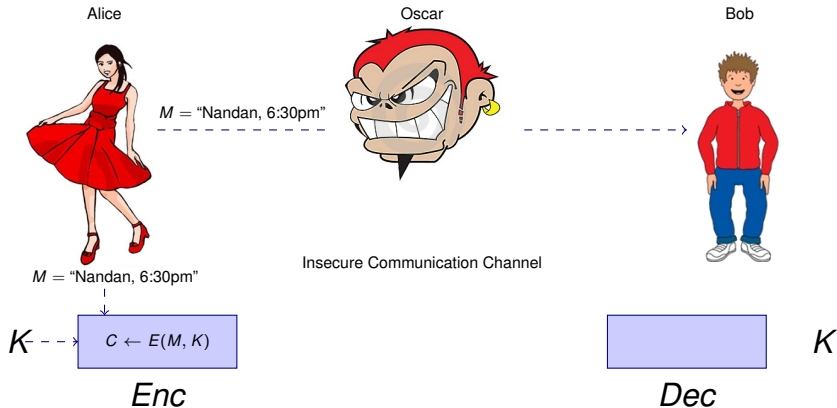 Alice
Oscar
Bob
M = “Nandan, 6:30pm”
Insecure Communication Channel
M = “Nandan, 6:30pm”
K
C ← E(M, K)
K
Enc
Dec